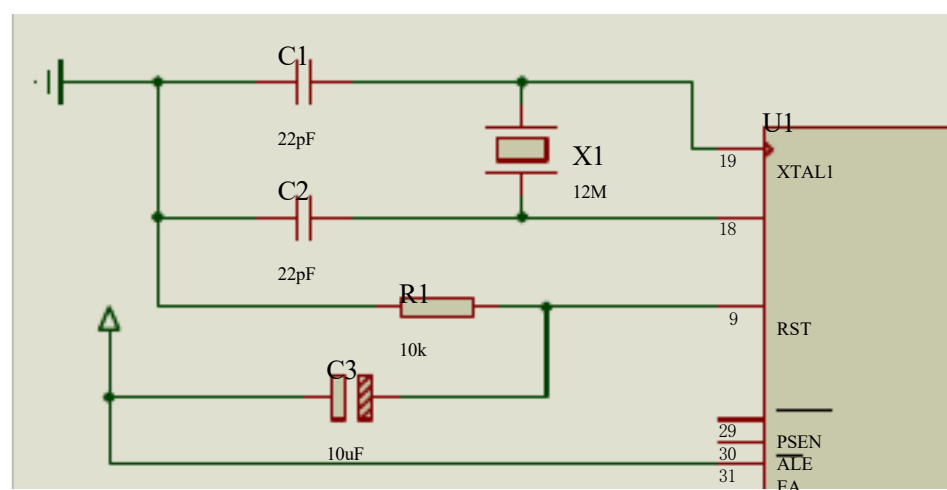 C1
22pF
U1
X1
12M
19
XTAL1
C2
22pF
18
R1
10k
9
RST
C3
10uF
29
PSEN
30
ALE
31
EA